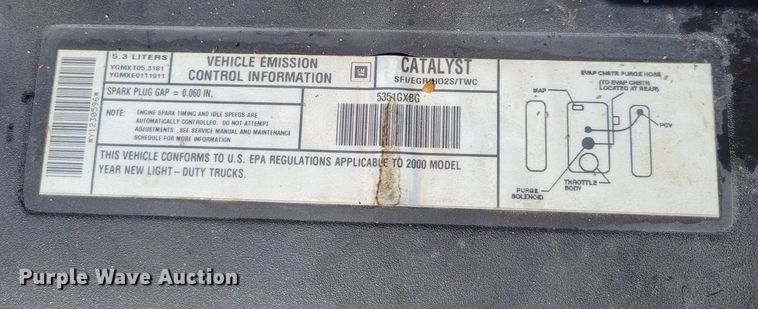 5.3 LITERS
YGMXT05.3181
YGMXE0111911
VEHICLE EMISSION
CONTROL INFORMATION
GM
CATALYST
SFI/EGR/HO2S/TWC
SPARK PLUG GAP = 0.060 IN.
NOTE: ENGINE SPARK TIMING AND IDLE SPEEDS ARE
AUTOMATICALLY CONTROLLED. DO NOT ATTEMPT
ADJUSTMENTS. SEE SERVICE MANUAL AND MAINTENANCE
SCHEDULE FOR MORE INFORMATION
5351GXBG
THIS VEHICLE CONFORMS TO U.S. EPA REGULATIONS APPLICABLE TO 2000 MODEL
YEAR NEW LIGHT-DUTY TRUCKS.
EVAP CNSTR PURGE HOSE
(TO EVAP CNSTR
LOCATED AT REAR)
MAP
PCV
THROTTLE
BODY
PURGE
SOLENOID
Purple Wave Auction